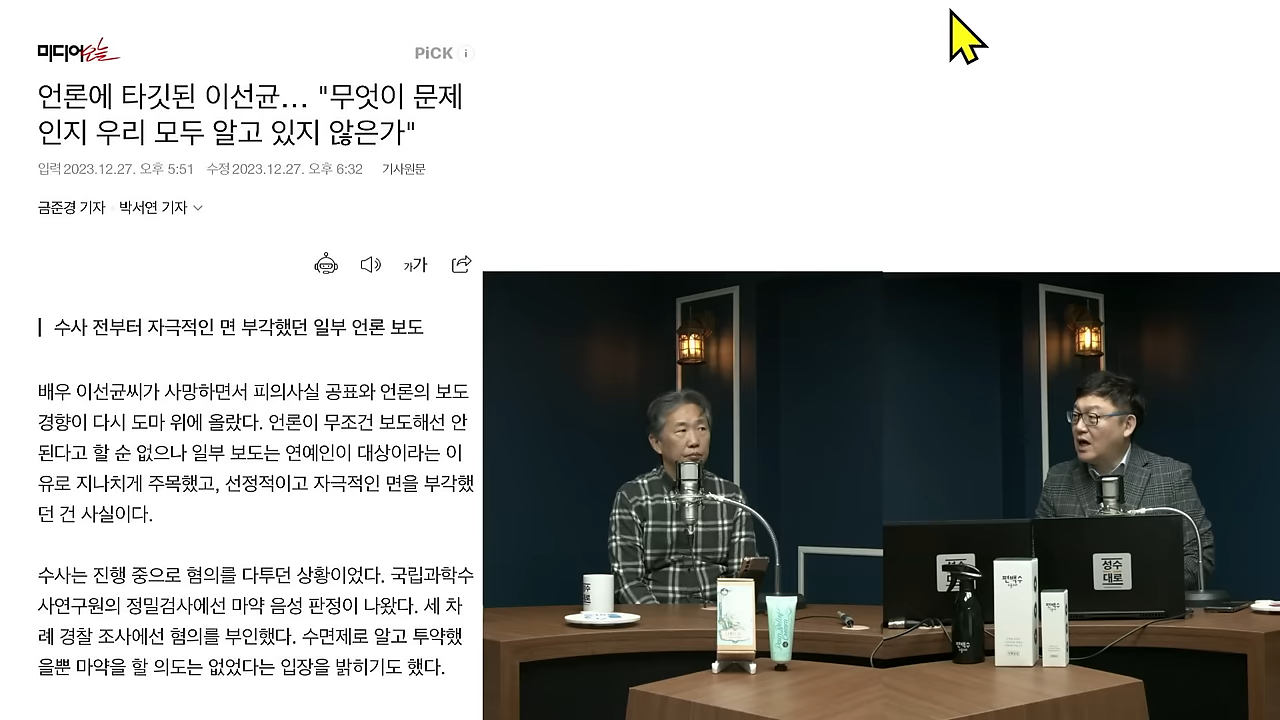 미디어오늘
PiCK i
언론에 타깃된 이선균… "무엇이 문제
인지 우리 모두 알고 있지 않은가"
입력 2023.12.27. 오후 5:51 수정 2023.12.27. 오후 6:32 기사원문
금준경 기자 박서연 기자
가가
수사 전부터 자극적인 면 부각했던 일부 언론 보도
배우 이선균씨가 사망하면서 피의사실 공표와 언론의 보도
경향이 다시 도마 위에 올랐다. 언론이 무조건 보도해선 안
된다고 할 순 없으나 일부 보도는 연예인이 대상이라는 이
유로 지나치게 주목했고, 선정적이고 자극적인 면을 부각했
던 건 사실이다.
수사는 진행 중으로 혐의를 다투던 상황이었다. 국립과학수
사연구원의 정밀검사에선 마약 음성 판정이 나왔다. 세 차
례 경찰 조사에선 혐의를 부인했다. 수면제로 알고 투약했
을뿐 마약을 할 의도는 없었다는 입장을 밝히기도 했다.
성수
대로
편백수
편백수
편백수